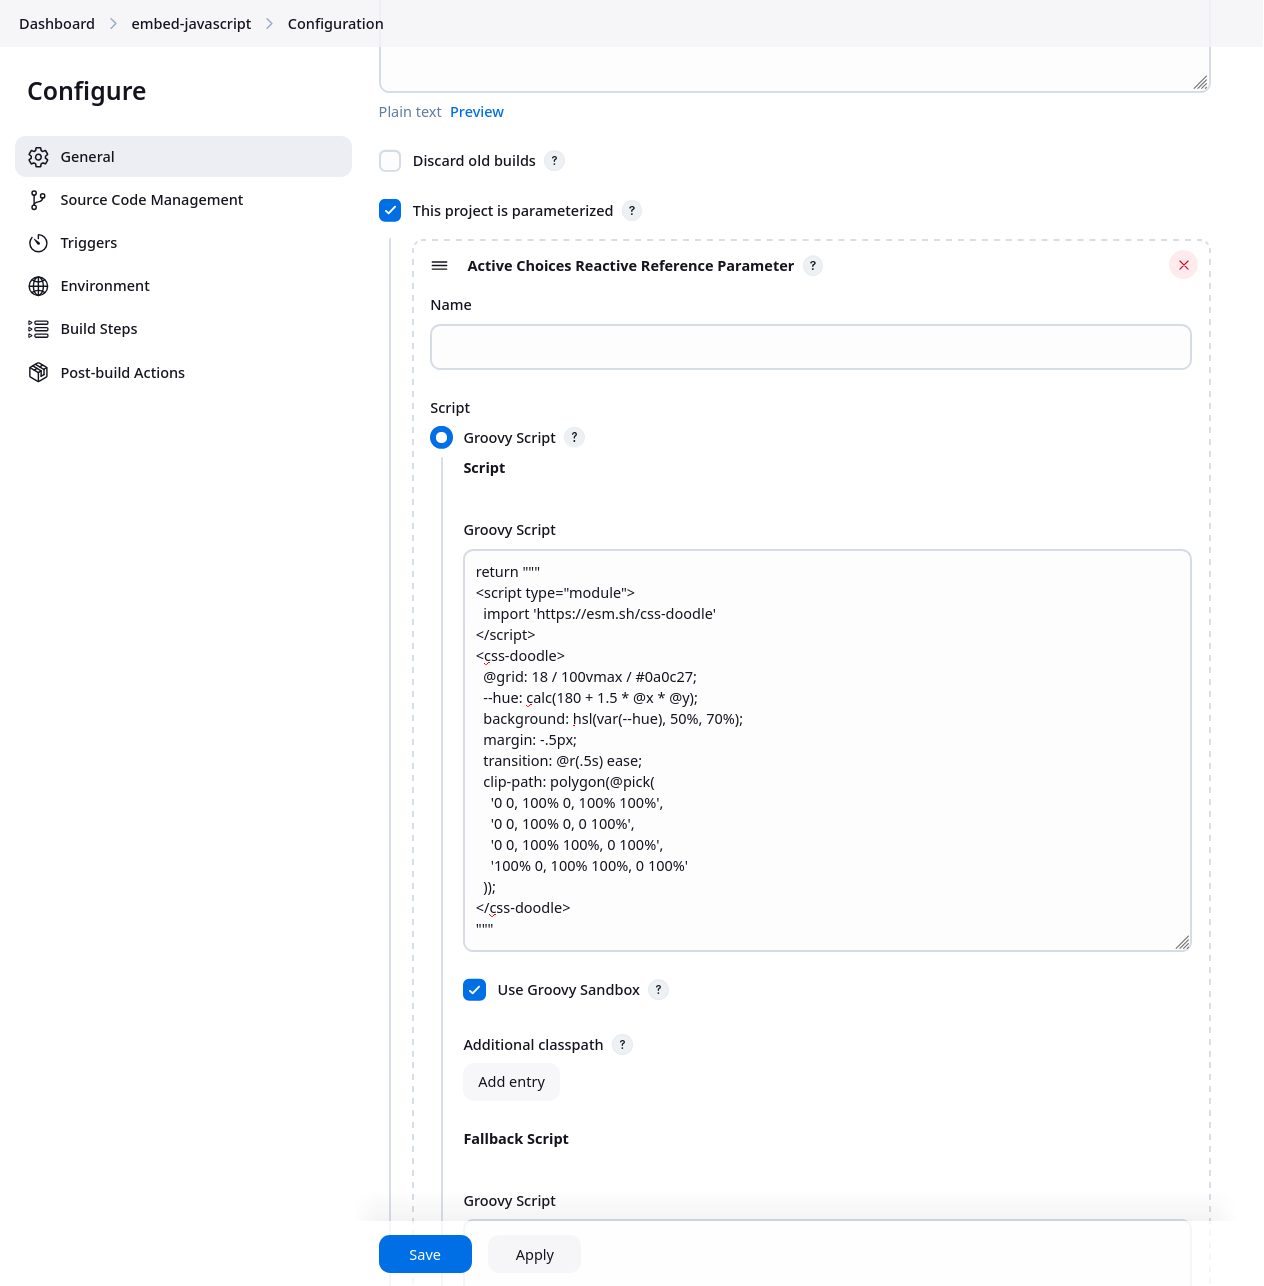 Dashboard
embed-javascript
Configuration
Configure
General
Source Code Management
Triggers
Environment
Build Steps
Post-build Actions
Plain text Preview
Discard old builds ?
This project is parameterized ?
Active Choices Reactive Reference Parameter ?
Name
Script
Groovy Script ?
Script
Groovy Script
return """
<script type="module">
  import 'https://esm.sh/css-doodle'
</script>
<css-doodle>
  @grid: 18 / 100vmax / #0a0c27;
  --hue: calc(180 + 1.5 * @x * @y);
  background: hsl(var(--hue), 50%, 70%);
  margin: -.5px;
  transition: @r(.5s) ease;
  clip-path: polygon(@pick(
    '0 0, 100% 0, 100% 100%',
    '0 0, 100% 0, 0 100%',
    '0 0, 100% 100%, 0 100%',
    '100% 0, 100% 100%, 0 100%'
  ));
</css-doodle>
"""
Use Groovy Sandbox ?
Additional classpath ?
Add entry
Fallback Script
Groovy Script
Save
Apply